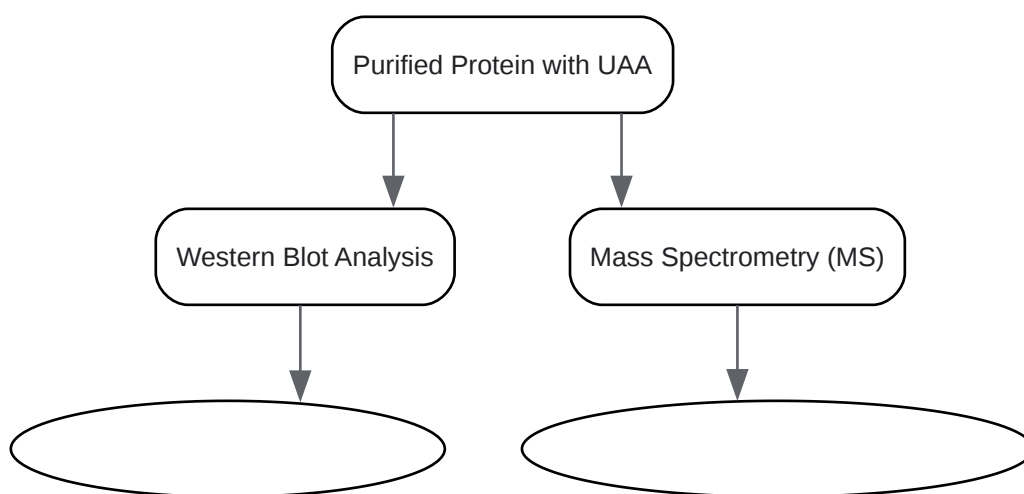 Purified Protein with UAA
Western Blot Analysis
Mass Spectrometry (MS)